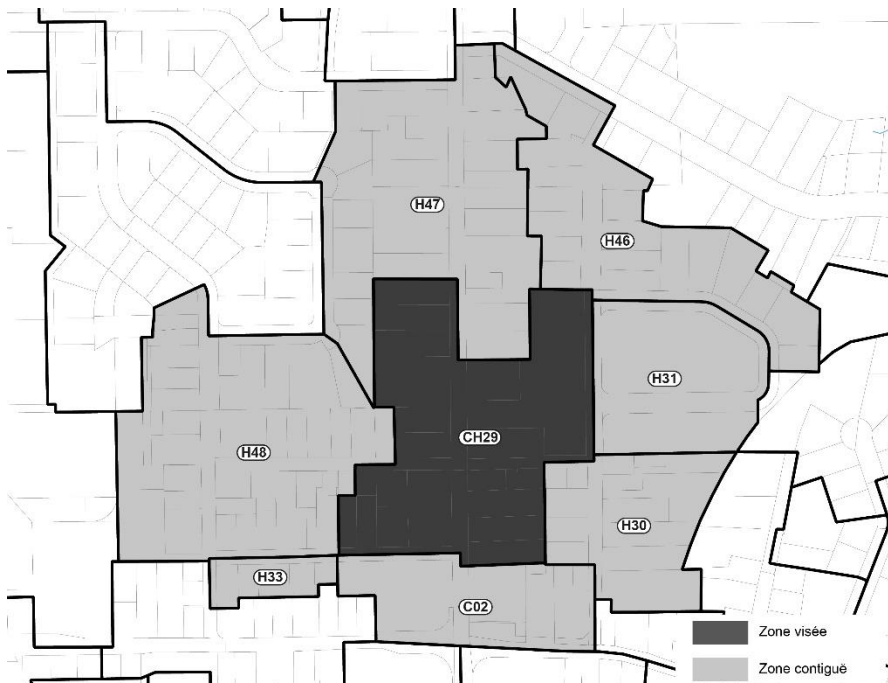 H47
H46
H31
CH29
H48
H30
H33
C02
Zone visée
Zone contiguë